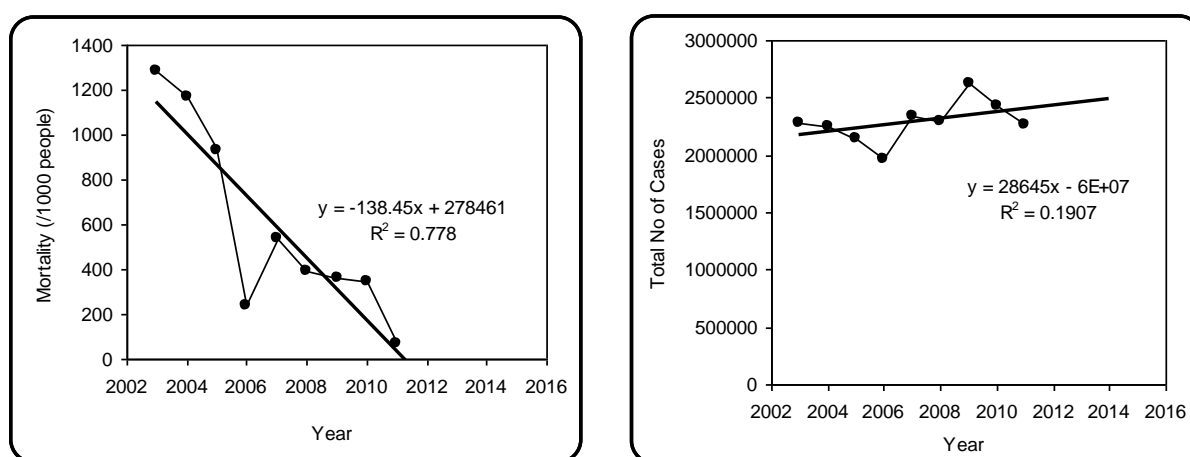 1400
1200
1000
800
600
400
200
0
Mortality (/1000 people)
y = -138.45x + 278461
R² = 0.778
2002 2004 2006 2008 2010 2012 2014 2016
Year
3000000
2500000
2000000
1500000
1000000
500000
0
Total No of Cases
y = 28645x - 6E+07
R² = 0.1907
2002 2004 2006 2008 2010 2012 2014 2016
Year